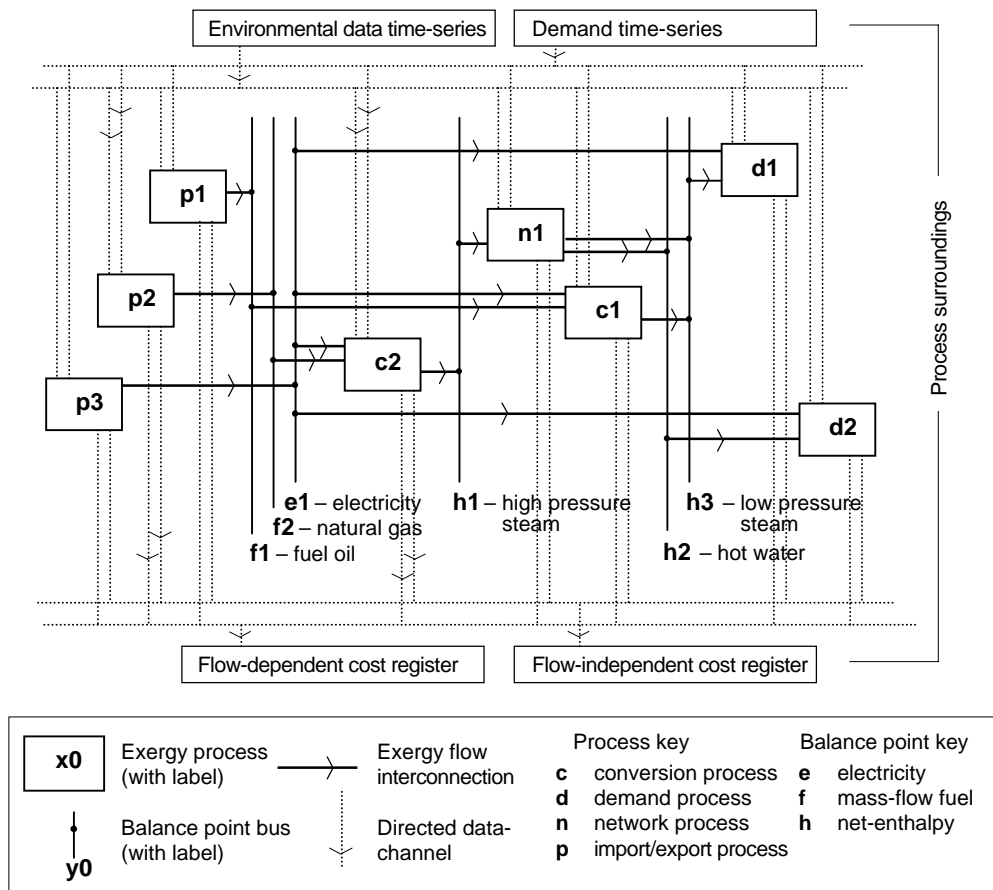 Environmental data time-series
Demand time-series
p1
p2
p3
c2
n1
c1
d1
d2
Process surroundings
e1 – electricity
f2 – natural gas
f1 – fuel oil
h1 – high pressure
steam
h3 – low pressure
steam
h2 – hot water
Flow-dependent cost register
Flow-independent cost register
x0
Exergy process
(with label)
Exergy flow
interconnection
y0
Balance point bus
(with label)
Directed data-
channel
Process key
c conversion process
d demand process
n network process
p import/export process
Balance point key
e electricity
f mass-flow fuel
h net-enthalpy